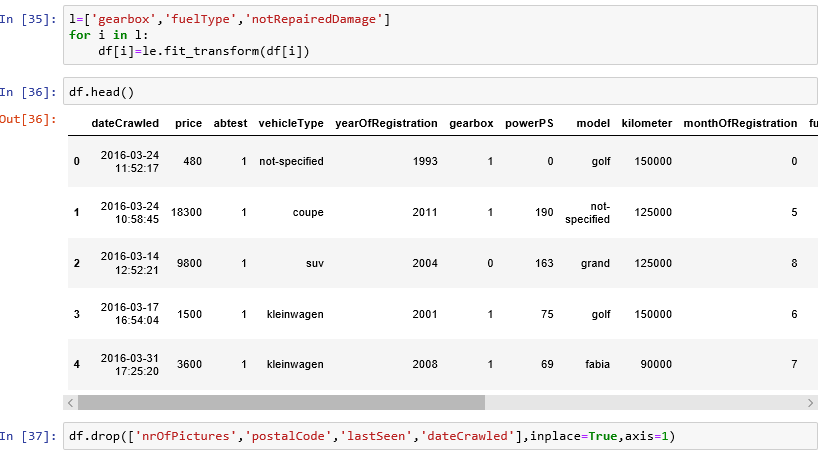 In [35]: l=['gearbox','fuelType','notRepairedDamage']
for i in l:
    df[i]=le.fit_transform(df[i])
In [36]: df.head()
Out[36]:
dateCrawled price abtest vehicleType yearOfRegistration gearbox powerPS model kilometer monthOfRegistration fu
0 2016-03-24 11:52:17 480 1 not-specified 1993 1 0 golf 150000 0
1 2016-03-24 10:58:45 18300 1 coupe 2011 1 190 not-specified 125000 5
2 2016-03-14 12:52:21 9800 1 suv 2004 0 163 grand 125000 8
3 2016-03-17 16:54:04 1500 1 kleinwagen 2001 1 75 golf 150000 6
4 2016-03-31 17:25:20 3600 1 kleinwagen 2008 1 69 fabia 90000 7
In [37]: df.drop(['nrOfPictures','postalCode','lastSeen','dateCrawled'],inplace=True,axis=1)